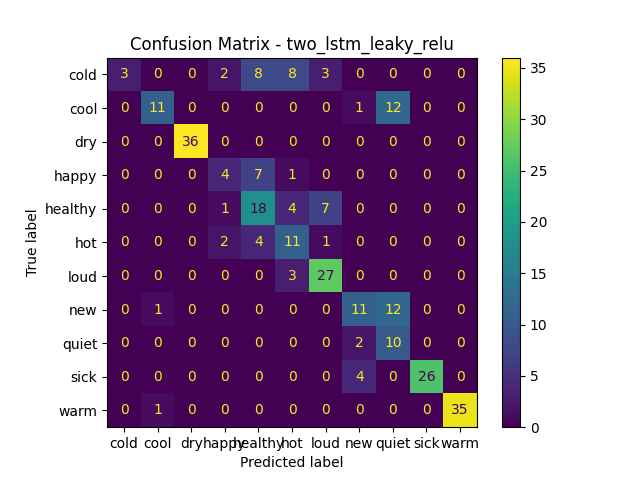 Confusion Matrix - two_lstm_leaky_relu
cold 3 0 0 2 8 8 3 0 0 0 0
cool 0 11 0 0 0 0 0 1 12 0 0
dry 0 0 36 0 0 0 0 0 0 0 0
happy 0 0 0 4 7 1 0 0 0 0 0
healthy 0 0 0 1 18 4 7 0 0 0 0
hot 0 0 0 2 4 11 1 0 0 0 0
loud 0 0 0 0 0 3 27 0 0 0 0
new 0 1 0 0 0 0 0 11 12 0 0
quiet 0 0 0 0 0 0 0 2 10 0 0
sick 0 0 0 0 0 0 0 4 0 26 0
warm 0 1 0 0 0 0 0 0 0 0 35
cold cool dry happy healthy hot loud new quiet sick warm
Predicted label
True label
35
30
25
20
15
10
5
0